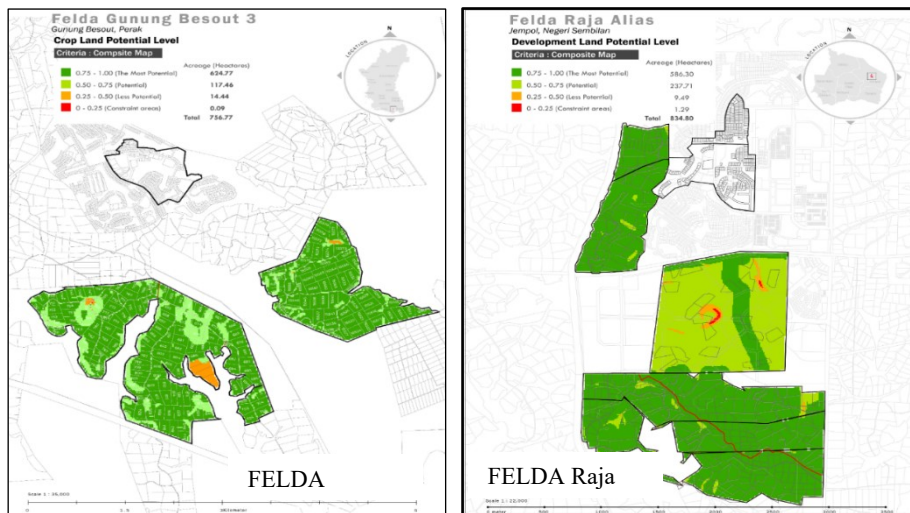 Felda Gunung Besout 3
Gunung Besout, Perak
Crop Land Potential Level
Criteria : Composite Map
Acreage (Heactares)
0.75 - 1.00 (The Most Potential) 624.77
0.50 - 0.75 (Potential) 117.46
0.25 - 0.50 (Less Potential) 14.44
0 - 0.25 (Constraint areas) 0.09
Total 756.77
LOCATION
N
FELDA
Felda Raja Alias
Jempol, Negeri Sembilan
Development Land Potential Level
Criteria : Composite Map
Acreage (Heactares)
0.75 - 1.00 (The Most Potential) 586.30
0.50 - 0.75 (Potential) 237.71
0.25 - 0.50 (Less Potential) 9.49
0 - 0.25 (Constraint areas) 1.29
Total 834.80
LOCATION
N
FELDA Raja